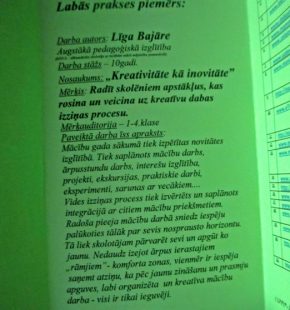 Labās prakses piemērs:
Darba autors: Līga Bajāre
Augstākā pedagoģiskā izglītība
Darba stāžs – 10gadi.
Nosaukums: „Kreativitāte kā inovitāte”
Mērķis: Radīt skolēniem apstākļus, kas
rosina un veicina uz kreatīvu dabas
izziņas procesu.
Mērķauditorija – 1-4.klase
Paveiktā darba īss apraksts:
Mācību gada sākumā tiek izpētītas novitātes
izglītībā. Tiek saplānots mācību darbs,
ārpusstundu darbs, interešu izglītība,
projekti, ekskursijas, praktiskie darbi,
eksperimenti, sarunas ar vecākiem....
Vides izziņas process tiek izvērtēts un saplānots
integrācijā ar citiem mācību priekšmetiem.
Radoša pieeja mācību darbā sniedz iespēju
palūkoties tālāk par sevis nosprausto horizontu.
Tā liek skolotājam pārvarēt sevi un apgūt ko
jaunu. Nedaudz izejot ārpus ierastajiem
„rāmjiem”- komforta zonas, vienmēr ir iespēja
saņemt atziņu, ka pēc jaunu zināšanu un prasmju
apguves, labi organizēta un kreatīva mācību
darba - visi ir tikai ieguvēji.